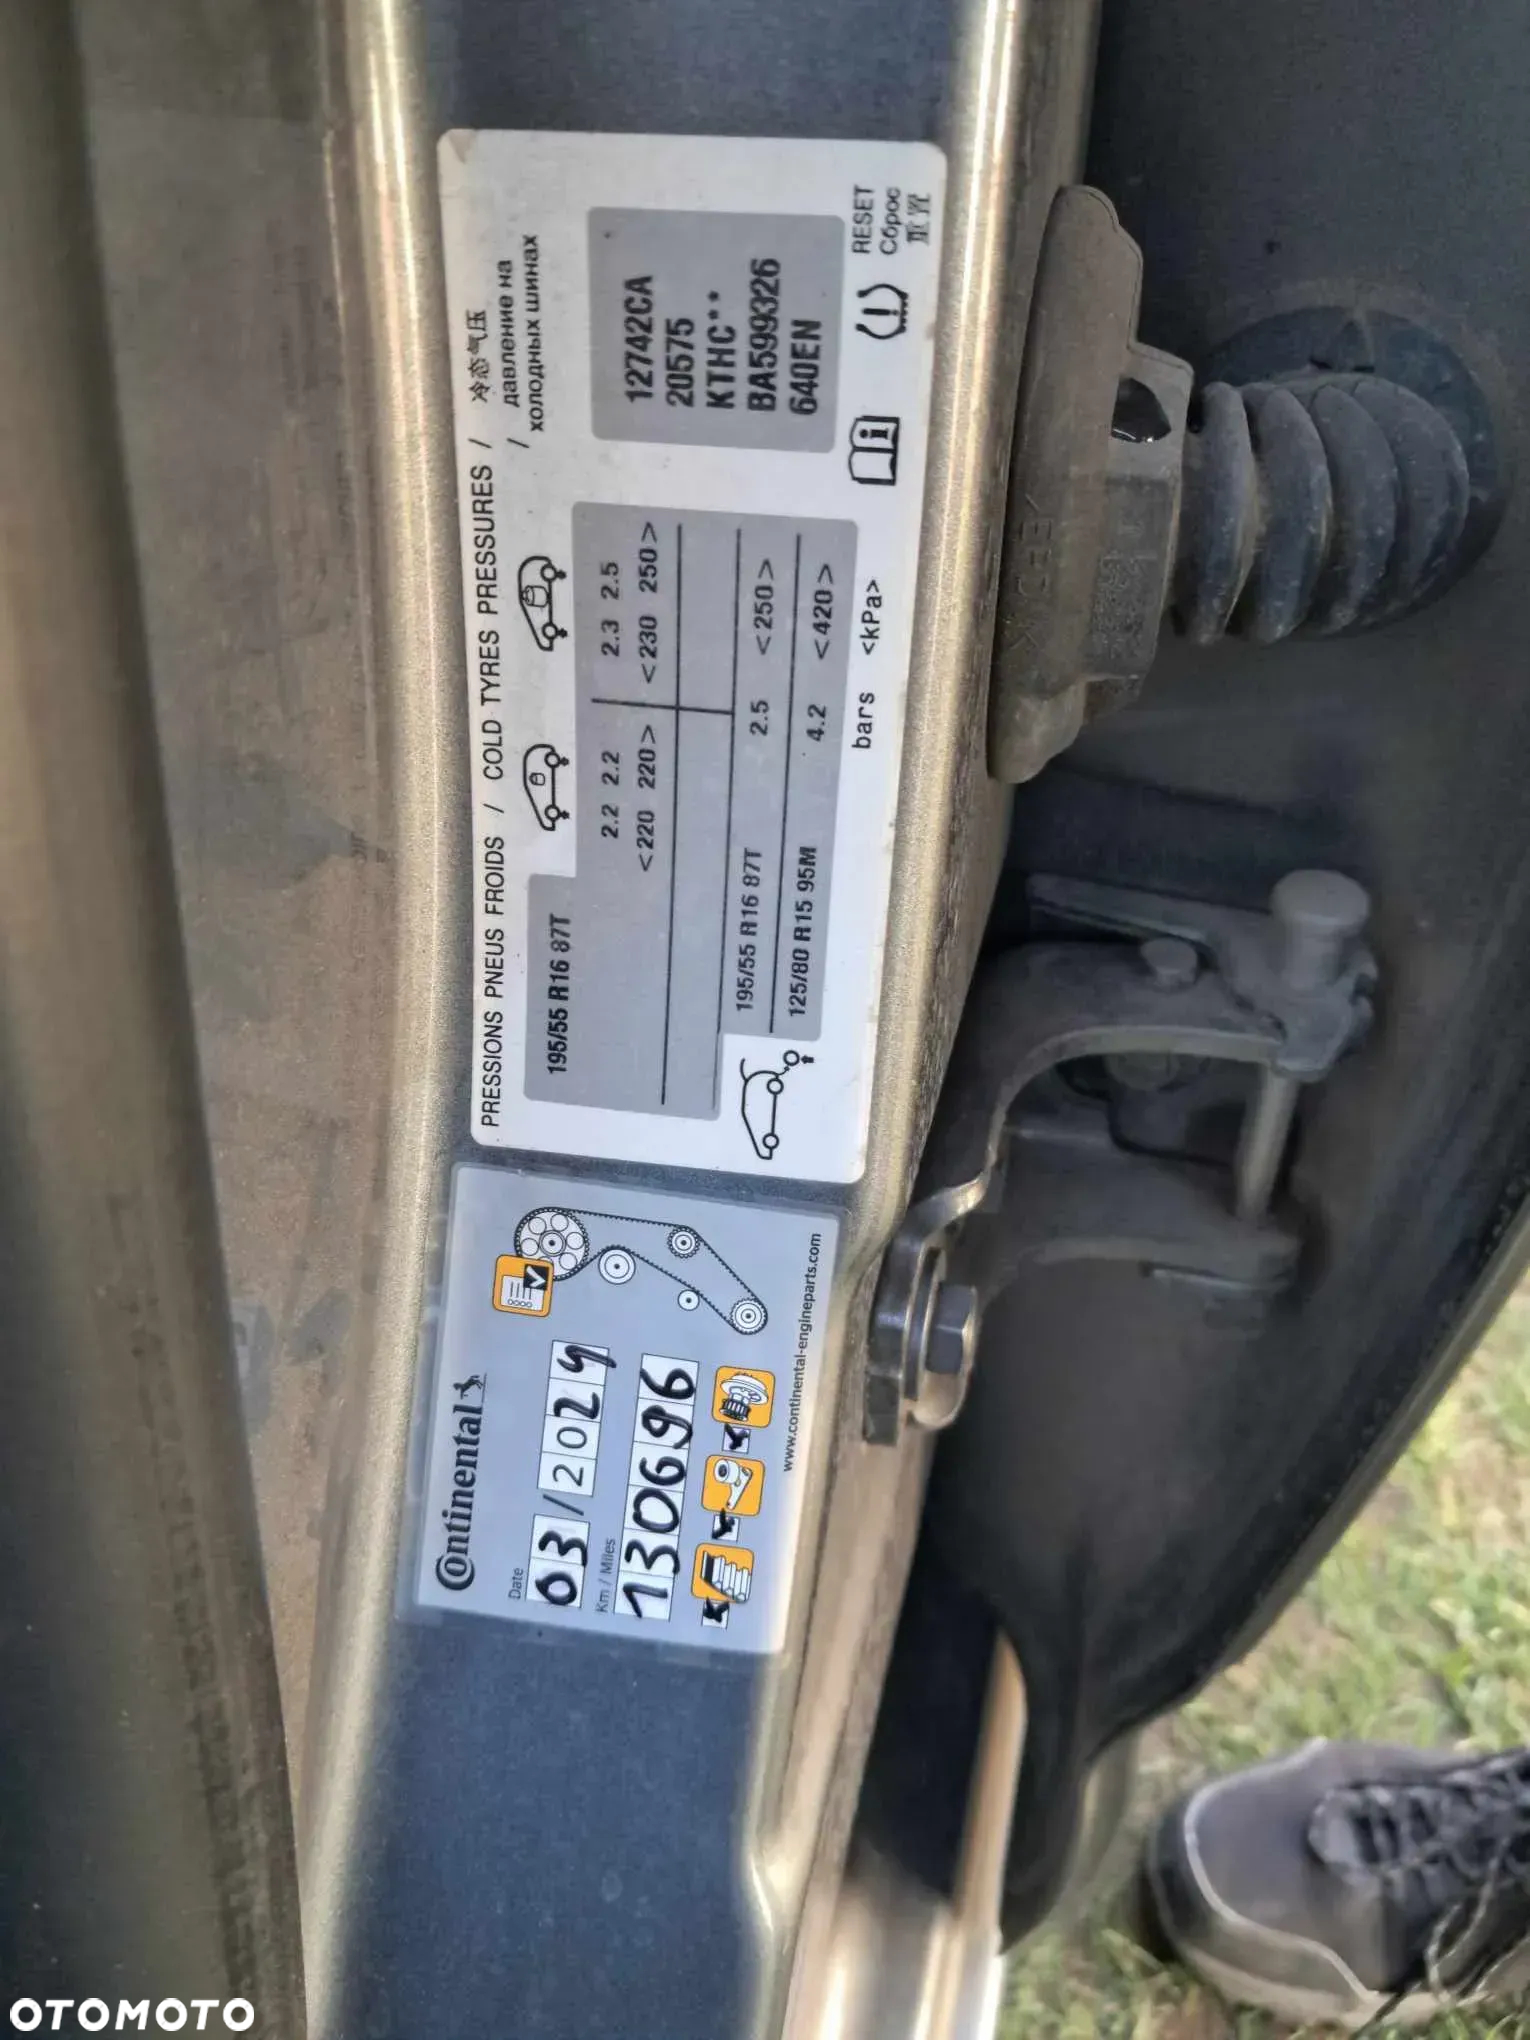 PRESSIONS PNEUS FROIDS / COLD TYRES PRESSURES / 冷态气压
/ давление на
холодных шинах
195/55 R16 87T
2.2 2.2
<220 220>
2.3 2.5
<230 250>
195/55 R16 87T 2.5 <250>
125/80 R15 95M 4.2 <420>
bars <kPa>
12742CA
20575
KTHC**
BA599326
640EN
i
RESET
Сброс
重置
Continental
Date
03/2024
Km / Miles
130696
www.continental-engineparts.com
OTOMOTO